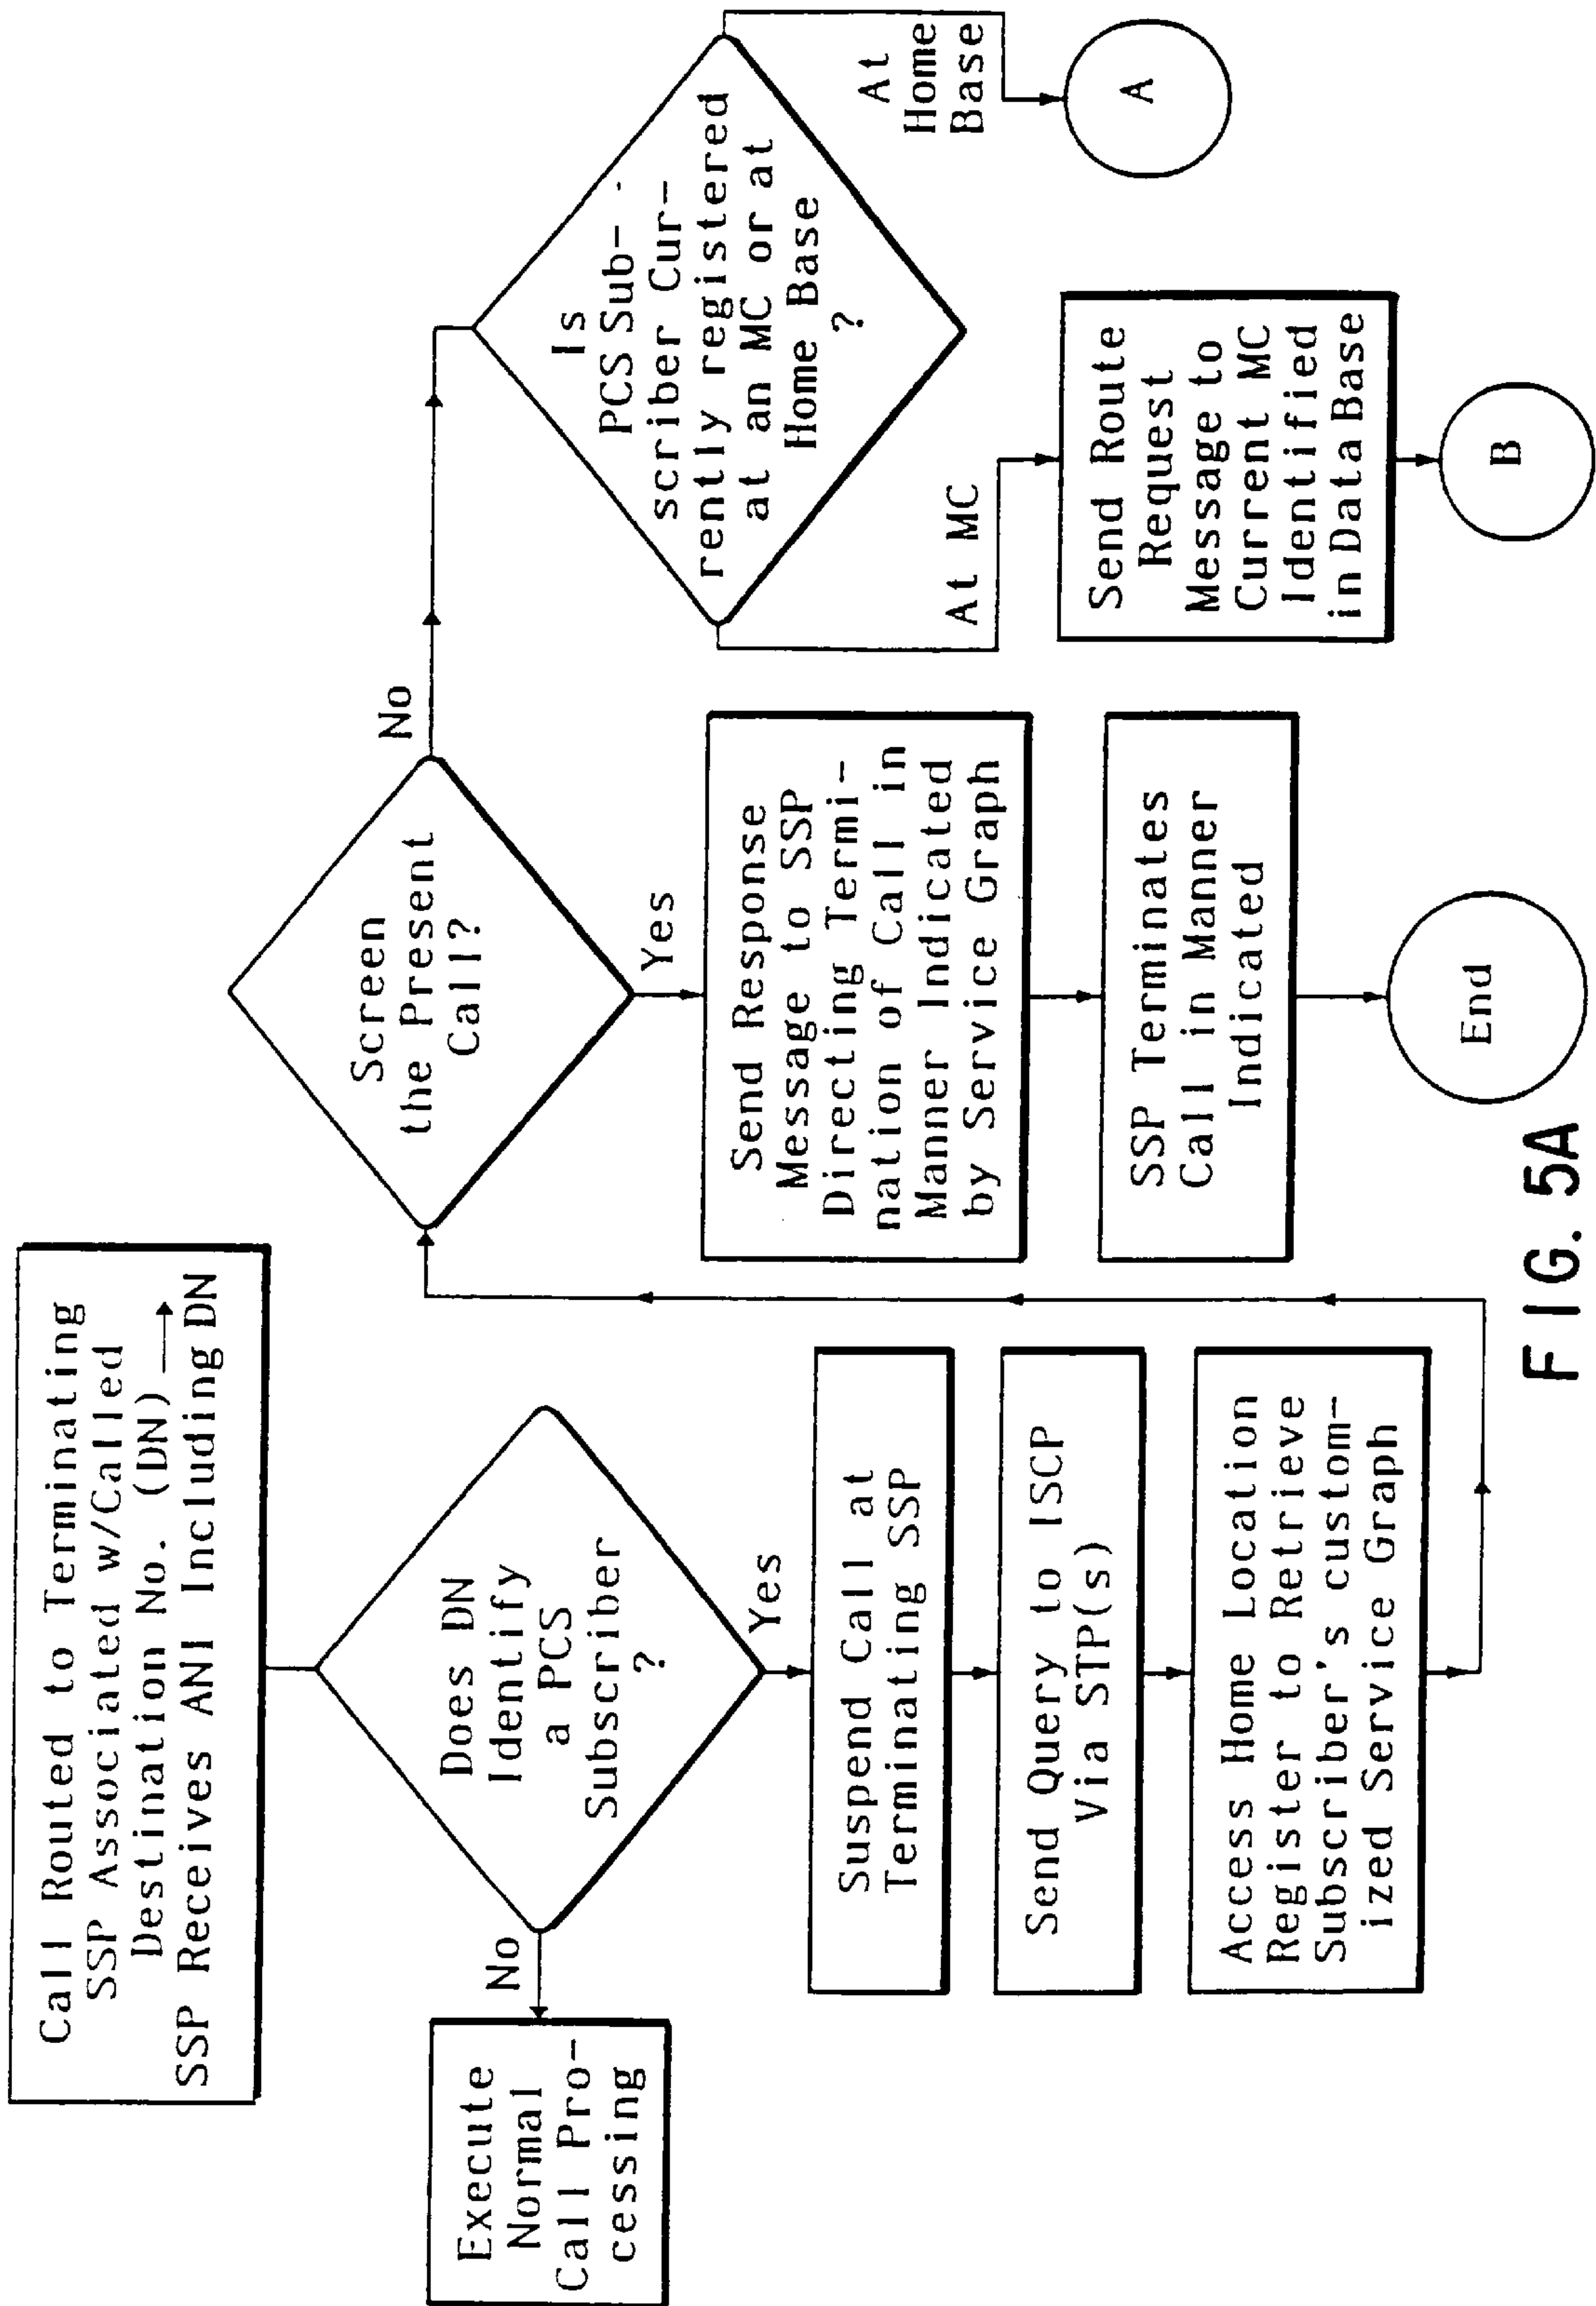 Call Routed to Terminating
SSP Associated w/Called
Destination No. (DN) →
SSP Receives ANI Including DN
Does DN
Identify
a PCS
Subscriber
?
No
Execute
Normal
Call Pro-
cessing
Yes
Suspend Call at
Terminating SSP
Send Query to ISCP
Via STP(s)
Access Home Location
Register to Retrieve
Subscriber's custom-
ized Service Graph
Screen
the Present
Call?
Yes
Send Response
Message to SSP
Directing Termi-
nation of Call in
Manner Indicated
by Service Graph
SSP Terminates
Call in Manner
Indicated
End
No
Is
PCS Sub-
scriber Cur-
rently registered
at an MC or at
Home Base
?
At MC
Send Route
Request
Message to
Current MC
Identified
in Data Base
B
At
Home
Base
A
FIG. 5A